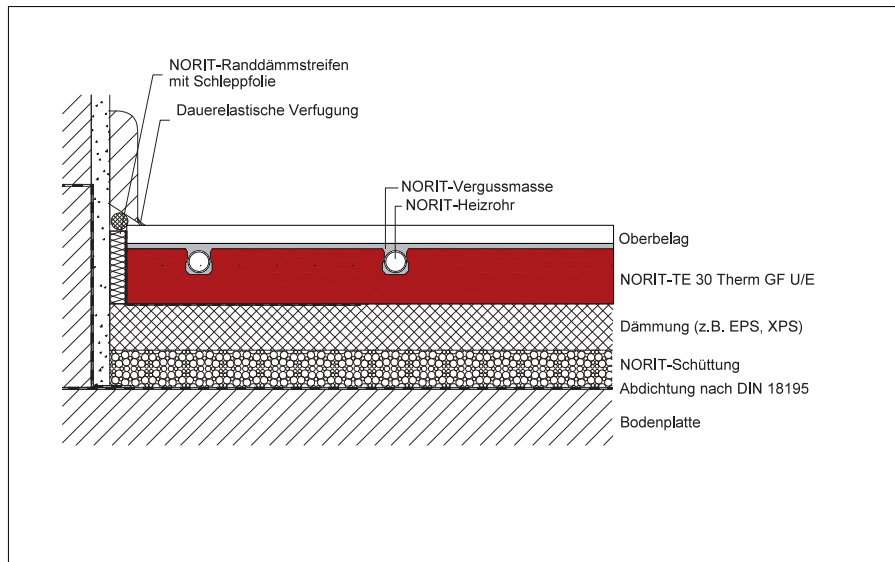 NORIT-Randdämmstreifen
mit Schleppfolie
Dauerelastische Verfugung
NORIT-Vergussmasse
NORIT-Heizrohr
Oberbelag
NORIT-TE 30 Therm GF U/E
Dämmung (z.B. EPS, XPS)
NORIT-Schüttung
Abdichtung nach DIN 18195
Bodenplatte